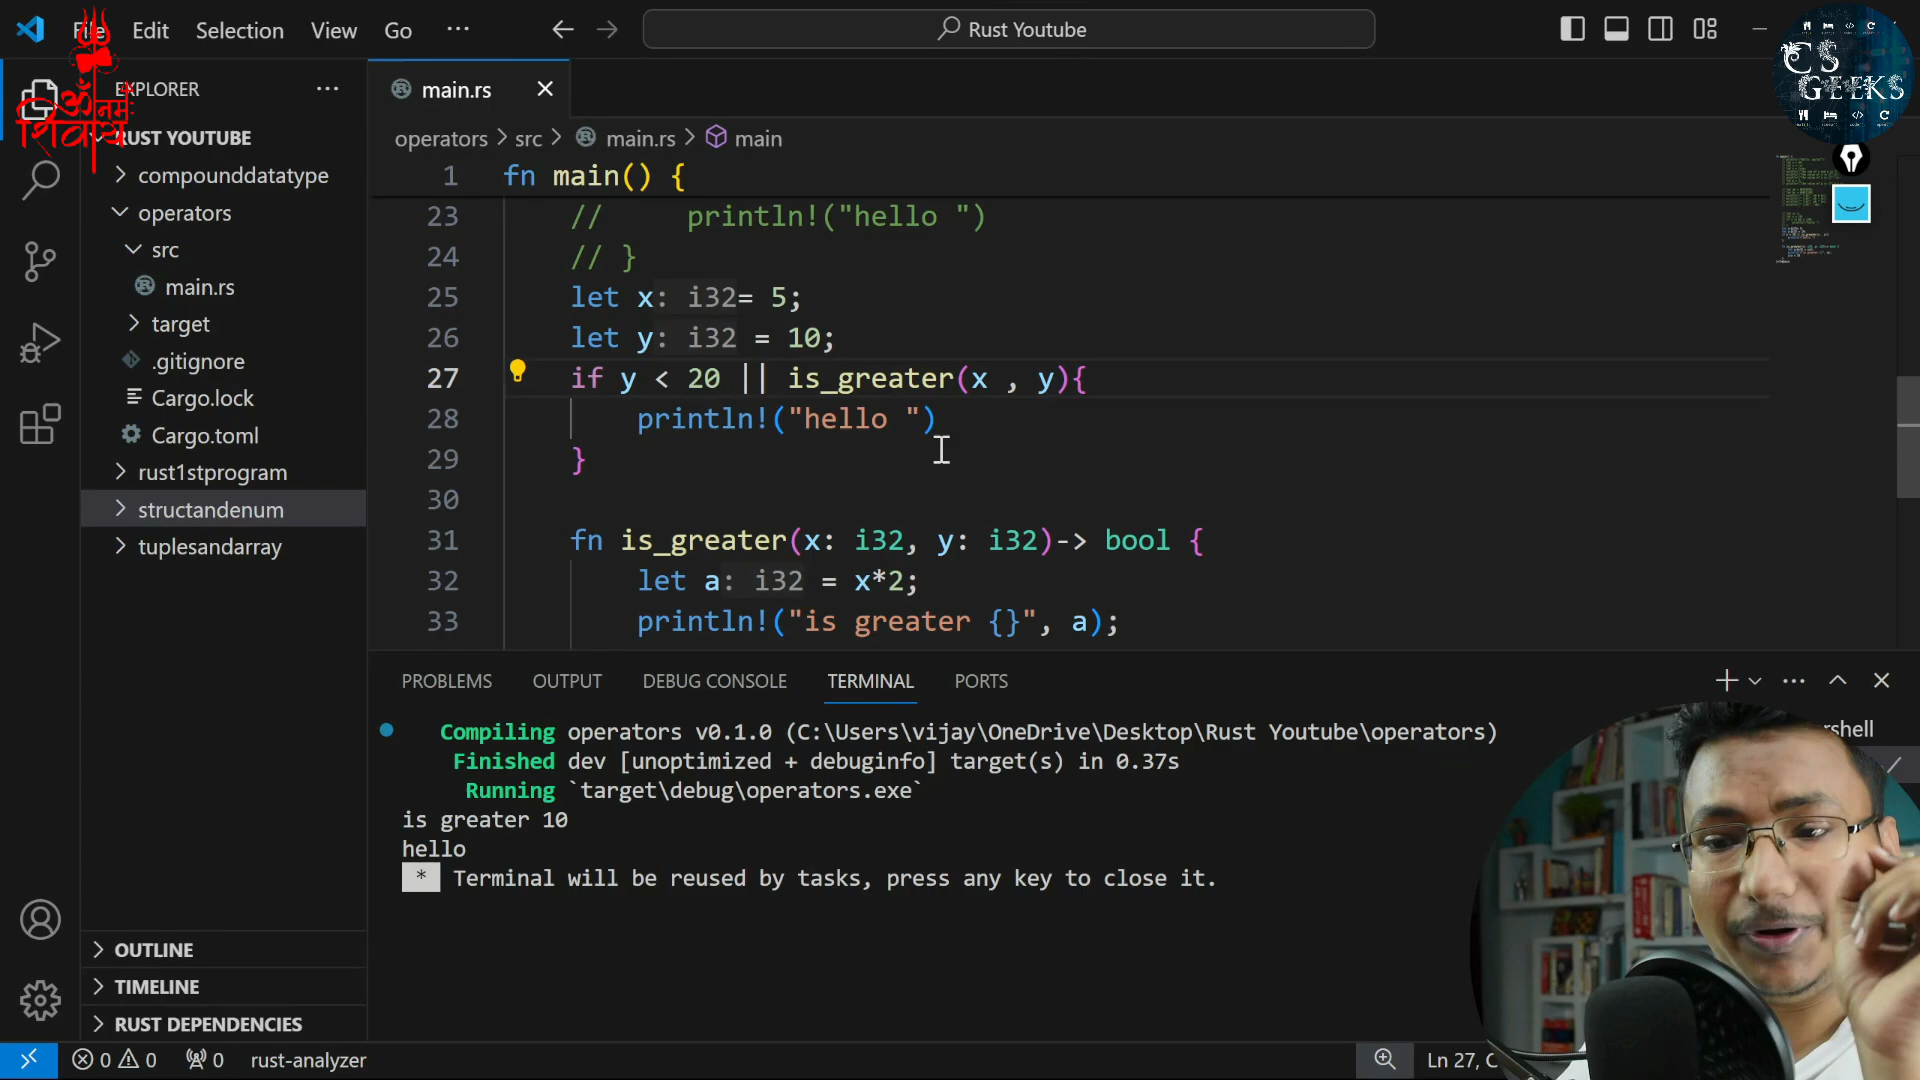 File Edit Selection View Go ...
Rust Youtube
CS
GEEKS
ॐ नमः
शिवाय
EXPLORER
RUST YOUTUBE
compounddatatype
operators
src
main.rs
target
.gitignore
Cargo.lock
Cargo.toml
rust1stprogram
structandenum
tuplesandarray
OUTLINE
TIMELINE
RUST DEPENDENCIES
main.rs
operators > src > main.rs > main
1 fn main() {
23 // println!("hello ")
24 // }
25 let x: i32= 5;
26 let y: i32 = 10;
27 if y < 20 || is_greater(x , y){
28 println!("hello ")
29 }
30
31 fn is_greater(x: i32, y: i32)-> bool {
32 let a: i32 = x*2;
33 println!("is greater {}", a);
PROBLEMS OUTPUT DEBUG CONSOLE TERMINAL PORTS
Compiling operators v0.1.0 (C:\Users\vijay\OneDrive\Desktop\Rust Youtube\operators)
Finished dev [unoptimized + debuginfo] target(s) in 0.37s
Running `target\debug\operators.exe`
is greater 10
hello
* Terminal will be reused by tasks, press any key to close it.
0 0 0 rust-analyzer
Ln 27,